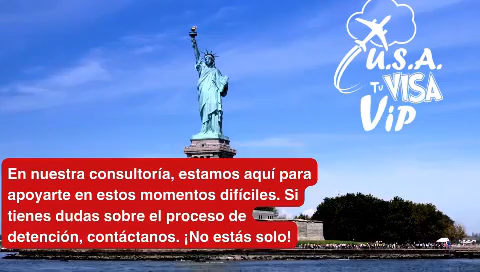 U.S.A.
TU VISA
ViP
En nuestra consultoría, estamos aquí para
apoyarte en estos momentos difíciles. Si
tienes dudas sobre el proceso de
detención, contáctanos. ¡No estás solo!